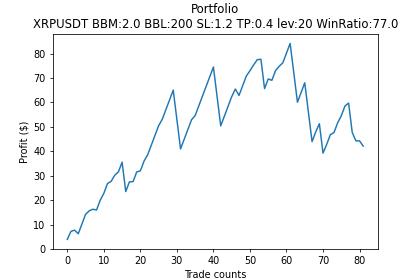 Portfolio
XRPUSDT BBM:2.0 BBL:200 SL:1.2 TP:0.4 lev:20 WinRatio:77.0
80
70
60
50
40
30
20
10
0
Profit ($)
0 10 20 30 40 50 60 70 80
Trade counts